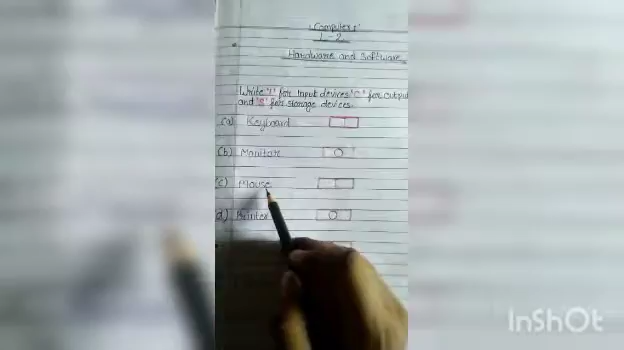 Computers
L-2
Hardware and Software
Write "I" for input devices "O" for output
and "S" for storage devices.
(a) Keyboard I
(b) Monitor O
(c) Mouse I
(d) Printer O
InShOt